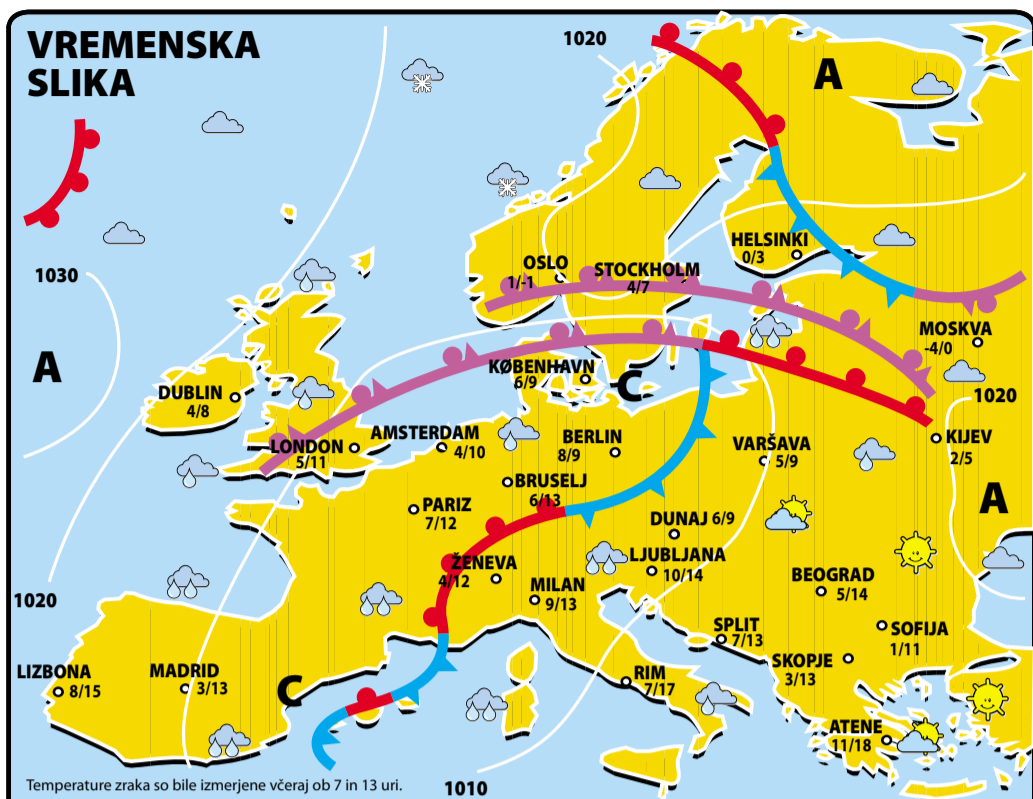 VREMENSKA
SLIKA
1020
A
HELSINKI
0/3
OSLO
1/-1
STOCKHOLM
4/7
1030
MOSKVA
-4/0
A
KØBENHAVN
6/9
C
DUBLIN
4/8
1020
LONDON
5/11
AMSTERDAM
4/10
BERLIN
8/9
VARŠAVA
5/9
KIJEV
2/5
BRUSELJ
6/13
PARIZ
7/12
A
DUNAJ 6/9
LJUBLJANA
10/14
ŽENEVA
4/12
MILAN
9/13
BEOGRAD
5/14
1020
SPLIT
7/13
SOFIJA
1/11
SKOPJE
3/13
LIZBONA
8/15
MADRID
3/13
C
RIM
7/17
ATENE
11/18
Temperature zraka so bile izmerjene včeraj ob 7 in 13 uri.
1010